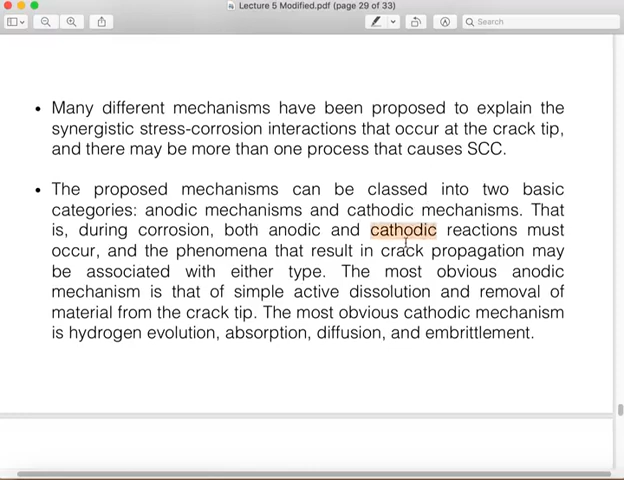 Lecture 5 Modified.pdf (page 29 of 33)
Search
• Many different mechanisms have been proposed to explain the
synergistic stress-corrosion interactions that occur at the crack tip,
and there may be more than one process that causes SCC.
• The proposed mechanisms can be classed into two basic
categories: anodic mechanisms and cathodic mechanisms. That
is, during corrosion, both anodic and cathodic reactions must
occur, and the phenomena that result in crack propagation may
be associated with either type. The most obvious anodic
mechanism is that of simple active dissolution and removal of
material from the crack tip. The most obvious cathodic mechanism
is hydrogen evolution, absorption, diffusion, and embrittlement.